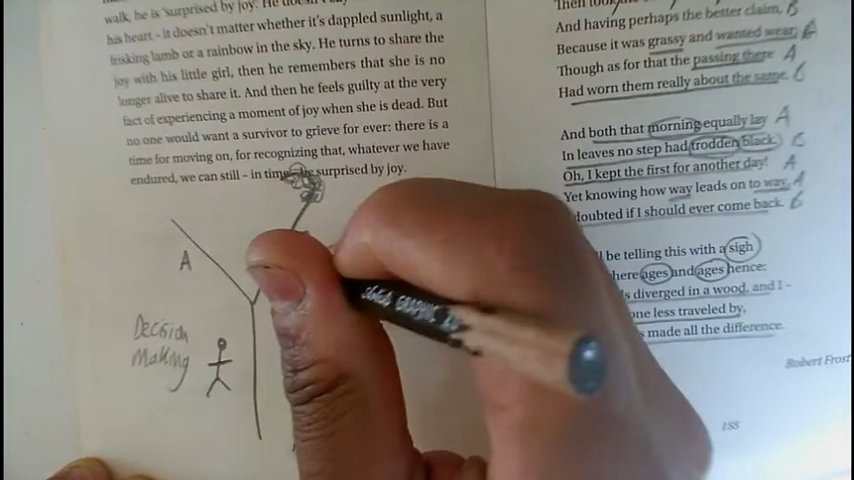 walk, he is 'surprised by joy.' He doesn't
his heart – it doesn't matter whether it's dappled sunlight, a
frisking lamb or a rainbow in the sky. He turns to share the
joy with his little girl, then he remembers that she is no
longer alive to share it. And then he feels guilty at the very
fact of experiencing a moment of joy when she is dead. But
no one would want a survivor to grieve for ever: there is a
time for moving on, for recognizing that, whatever we have
endured, we can still – in time – be surprised by joy.
A
Decision
Making
And having perhaps the better claim, B
Because it was grassy and wanted wear; A
Though as for that the passing there A
Had worn them really about the same, B
And both that morning equally lay A
In leaves no step had trodden black. B
Oh, I kept the first for another day! A
Yet knowing how way leads on to way, A
doubted if I should ever come back. B
be telling this with a sigh
ages and ages hence:
diverged in a wood, and I –
one less traveled by,
made all the difference.
Robert Frost
155
GRAPHIC